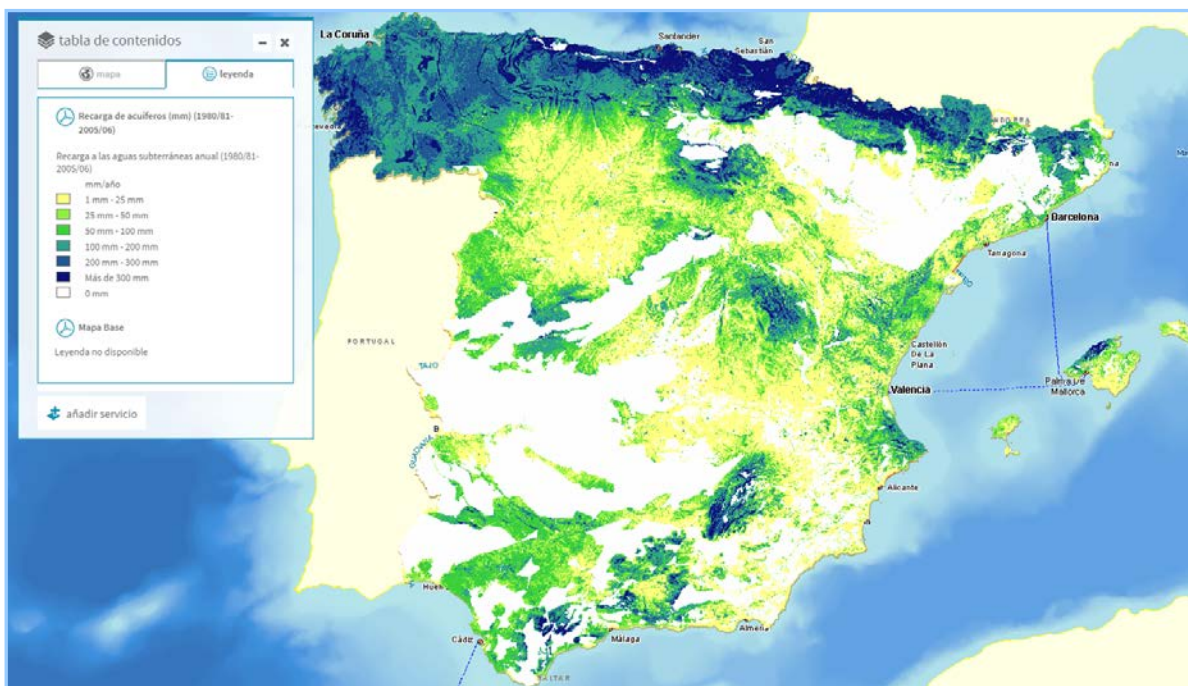 tabla de contenidos
mapa
leyenda
Recarga de acuíferos (mm) (1980/81-
2005/06)
Recarga a las aguas subterráneas anual (1980/81-
2005/06)
mm/año
1 mm - 25 mm
25 mm - 50 mm
50 mm - 100 mm
100 mm - 200 mm
200 mm - 300 mm
Más de 300 mm
0 mm
Mapa Base
Leyenda no disponible
añadir servicio
La Coruña
Santander
San
Sebastián
Barcelona
Tarragona
PORTUGAL
TAJO
Castellón
De La
Plana
Valencia
Palma de
Mallorca
GUADIANA
Alicante
Cádiz
Málaga
Almería